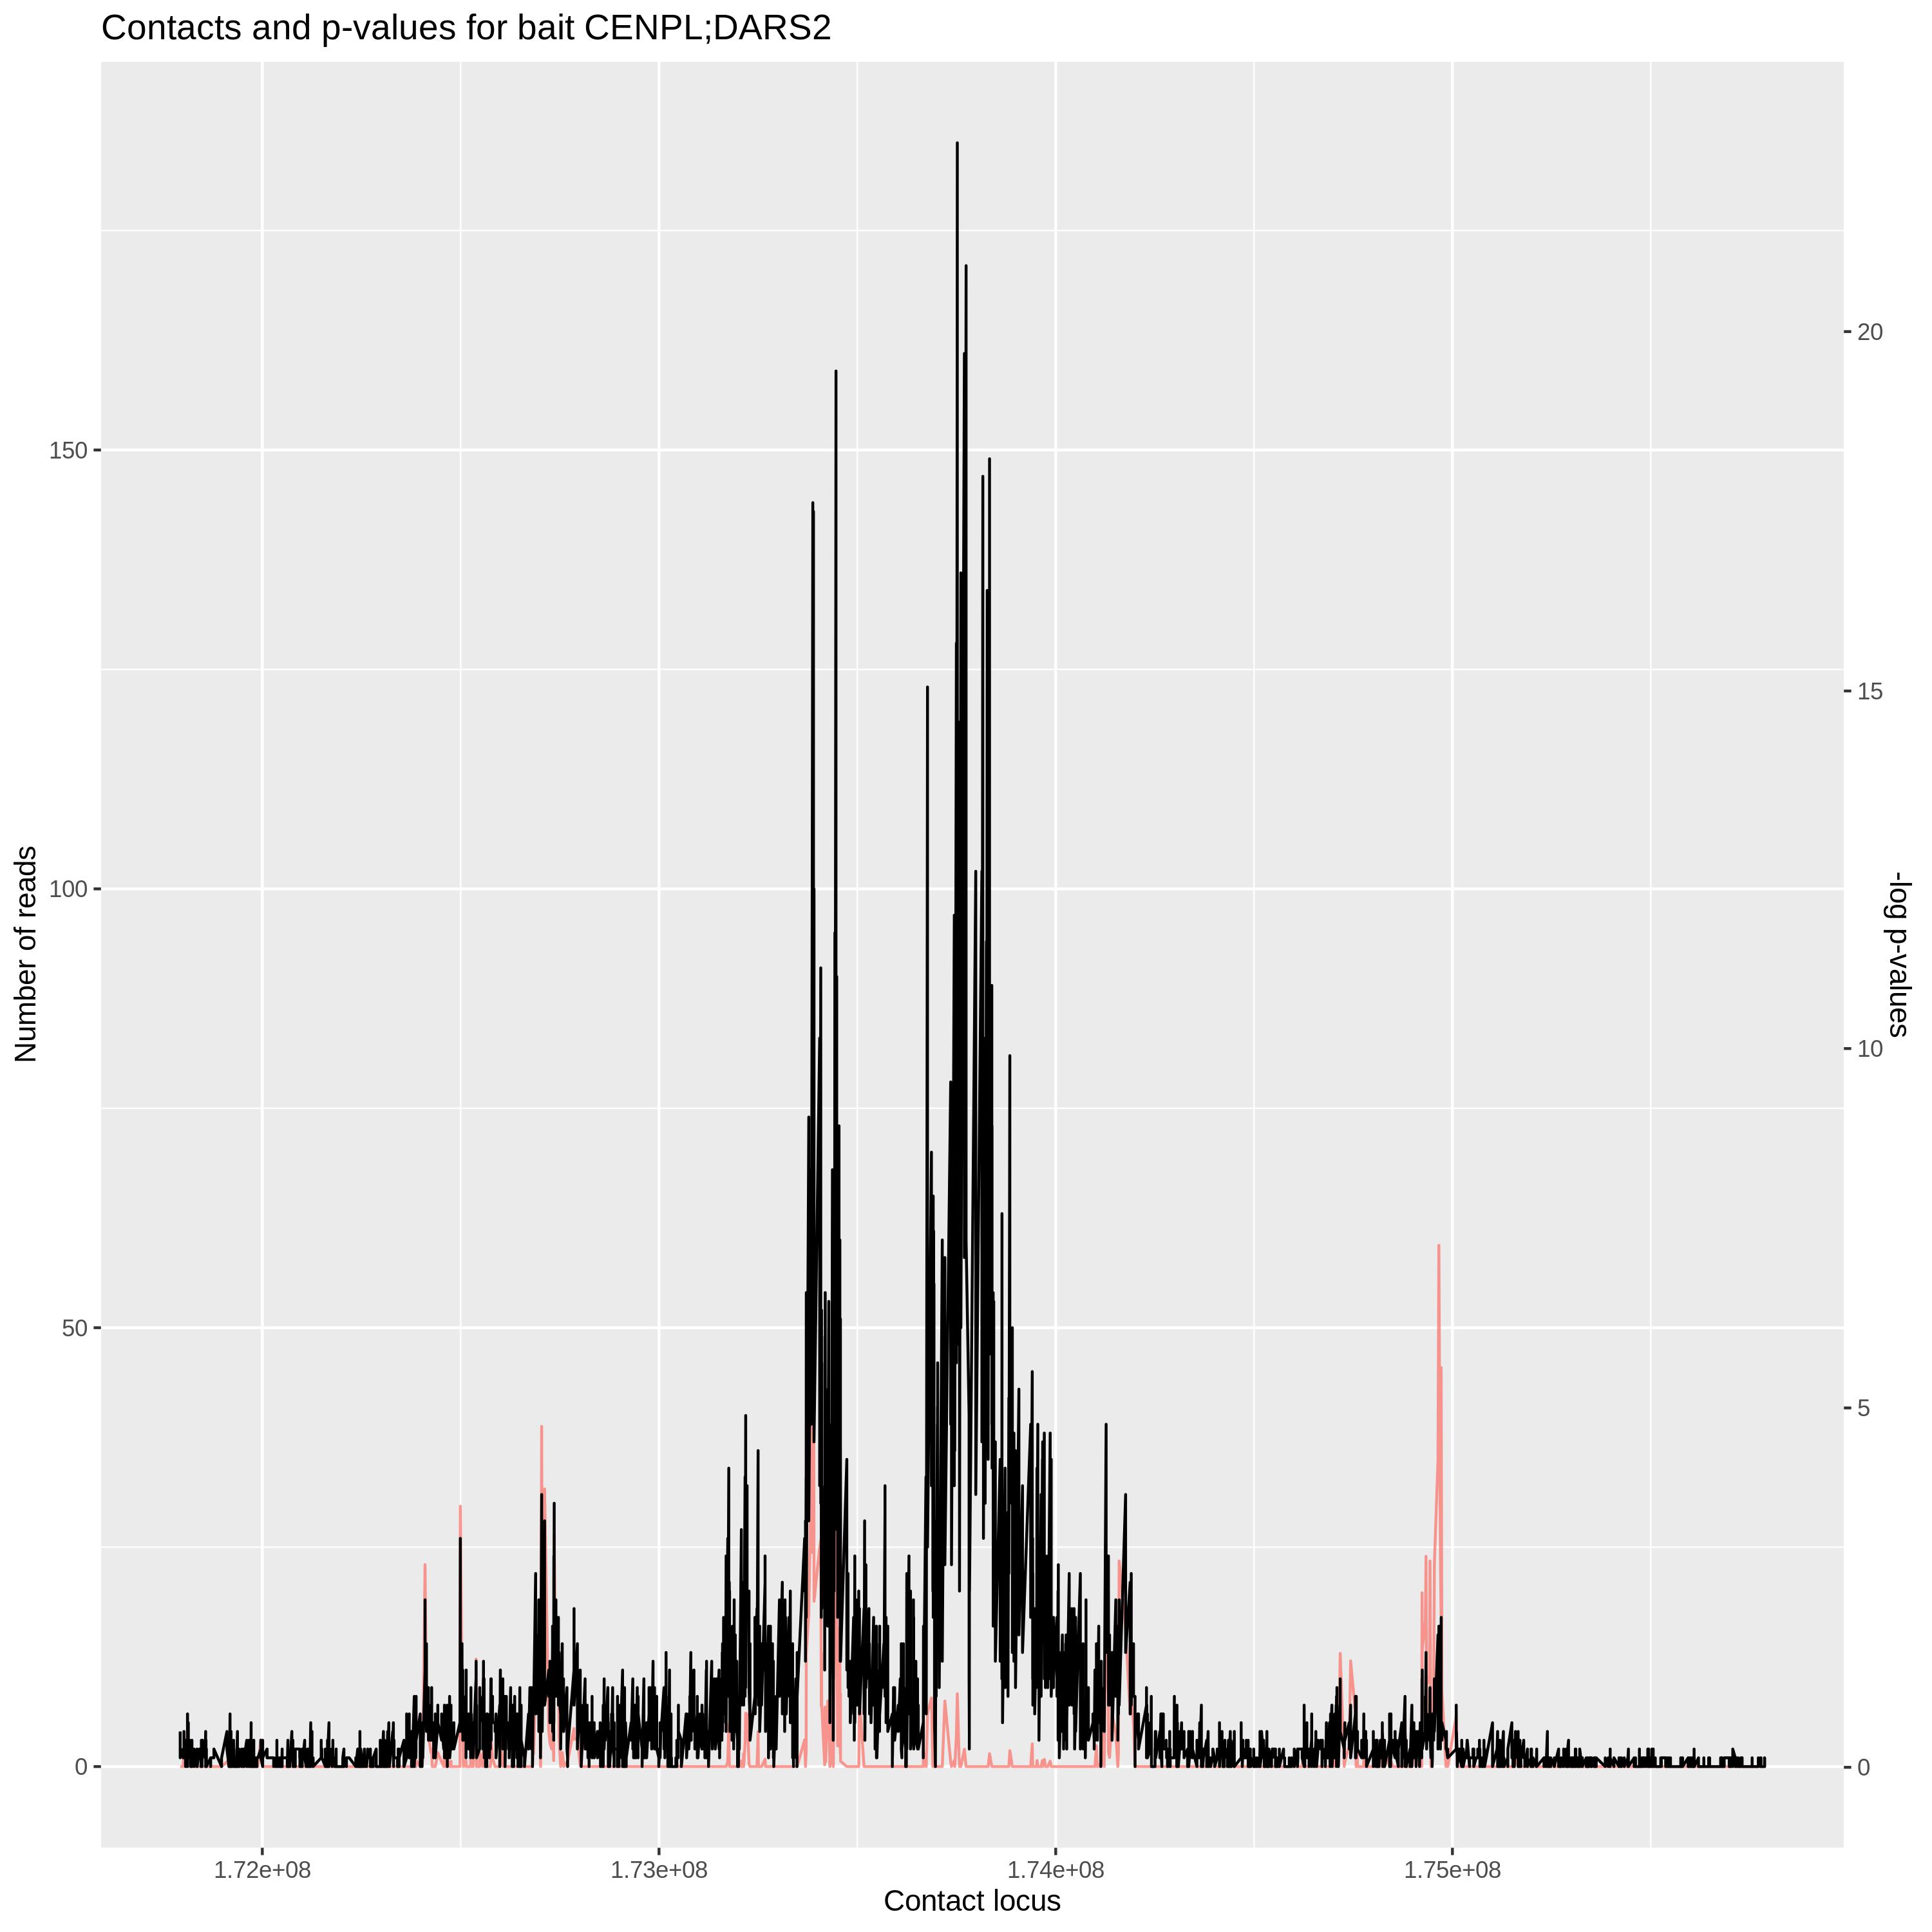 Contacts and p-values for bait CENPL;DARS2
150
100
50
0
20
15
10
5
0
Number of reads
-log p-values
1.72e+08
1.73e+08
1.74e+08
1.75e+08
Contact locus